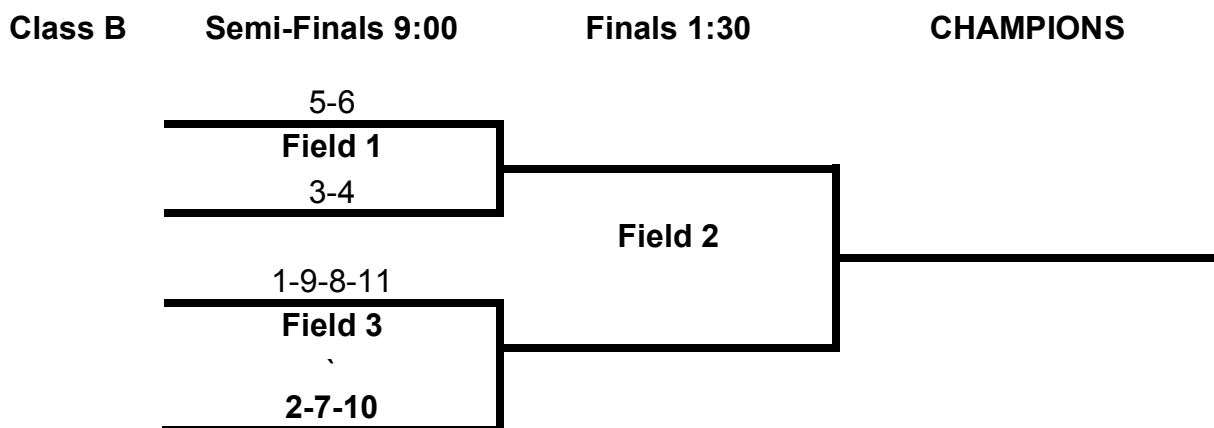 Class B Semi-Finals 9:00 Finals 1:30 CHAMPIONS
5-6
Field 1
3-4
Field 2
1-9-8-11
Field 3
`
2-7-10